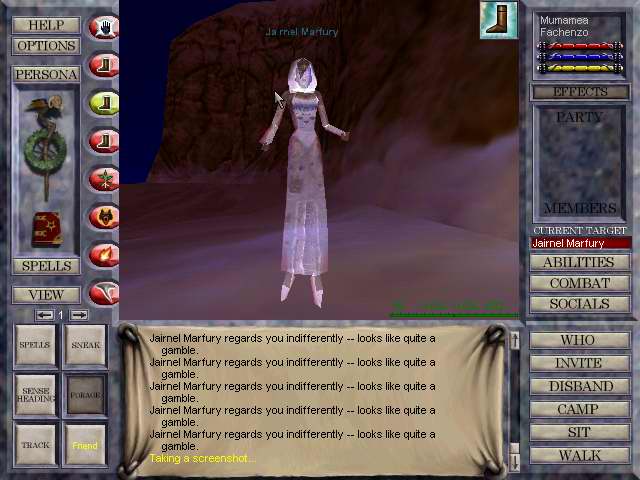 HELP
OPTIONS
PERSONA
SPELLS
VIEW
1
SPELLS
SNEAK
SENSE
HEADING
FORAGE
TRACK
Friend
Jairnel Marfury
Jairnel Marfury regards you indifferently -- looks like quite a
gamble.
Jairnel Marfury regards you indifferently -- looks like quite a
gamble.
Jairnel Marfury regards you indifferently -- looks like quite a
gamble.
Jairnel Marfury regards you indifferently -- looks like quite a
gamble.
Jairnel Marfury regards you indifferently -- looks like quite a
gamble.
Taking a screenshot...
Mumamea
Fachenzo
EFFECTS
PARTY
MEMBERS
CURRENT TARGET
Jairnel Marfury
ABILITIES
COMBAT
SOCIALS
WHO
INVITE
DISBAND
CAMP
SIT
WALK